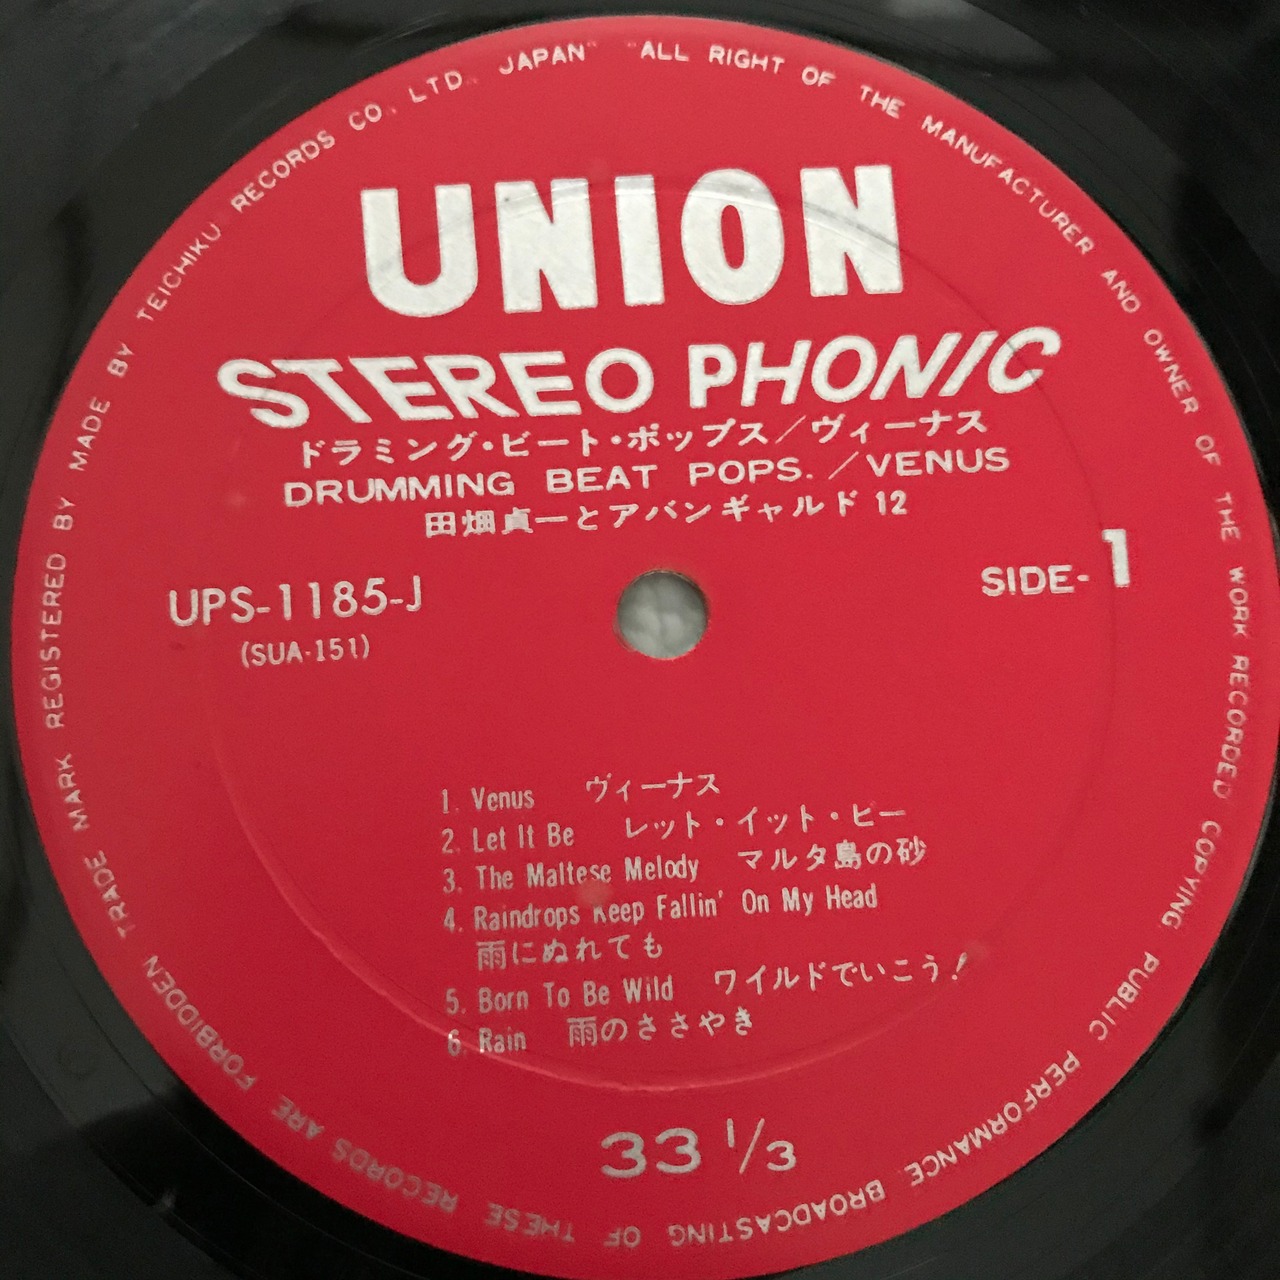 TRADE MARK REGISTERED BY MADE BY TEICHIKU RECORDS CO., LTD., JAPAN" "ALL RIGHT OF THE MANUFACTURER AND OWNER OF THE WORK RECORDED COPYING PUBLIC PERFORMANCE BROADCASTING OF THESE RECORDS ARE FORBIDDEN
UNION
STEREO PHONIC
ドラミング・ビート・ポップス／ヴィーナス
DRUMMING BEAT POPS.／VENUS
田畑貞一とアバンギャルド 12
UPS-1185-J
(SUA-151)
SIDE-1
1. Venus ヴィーナス
2. Let It Be レット・イット・ビー
3. The Maltese Melody マルタ島の砂
4. Raindrops Keep Fallin' On My Head
雨にぬれても
5. Born To Be Wild ワイルドでいこう！
6. Rain 雨のささやき
33 1/3